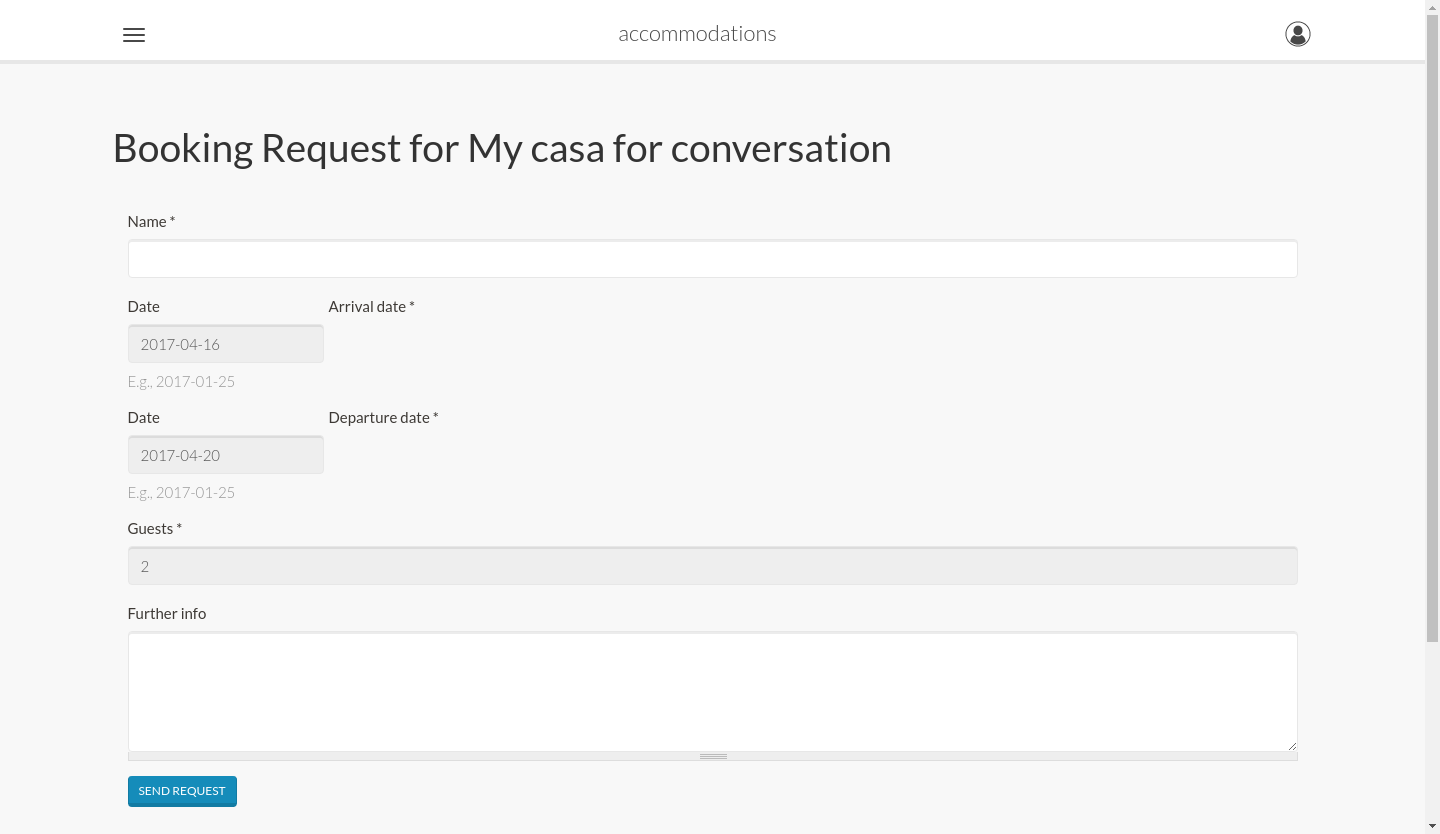 accommodations
Booking Request for My casa for conversation
Name *
Date
Arrival date *
2017-04-16
E.g., 2017-01-25
Date
Departure date *
2017-04-20
E.g., 2017-01-25
Guests *
2
Further info
SEND REQUEST